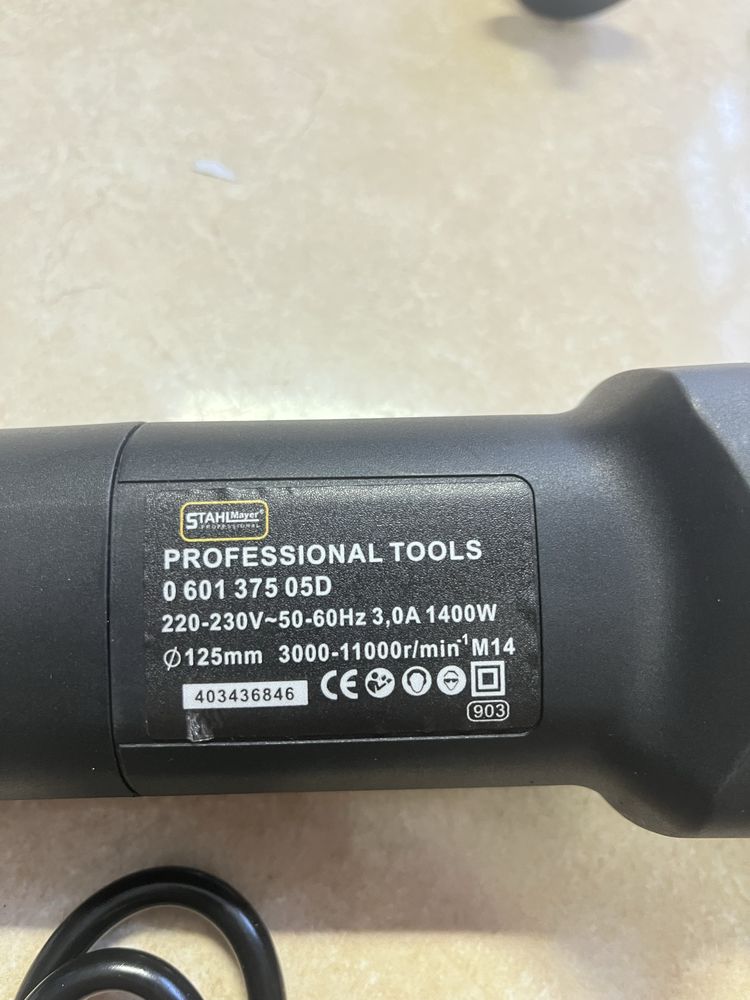 STAHLMayer®
PROFESSIONAL
PROFESSIONAL TOOLS
0 601 375 05D
220-230V~50-60Hz 3,0A 1400W
Ø125mm 3000-11000r/min⁻¹ M14
403436846 CE
903